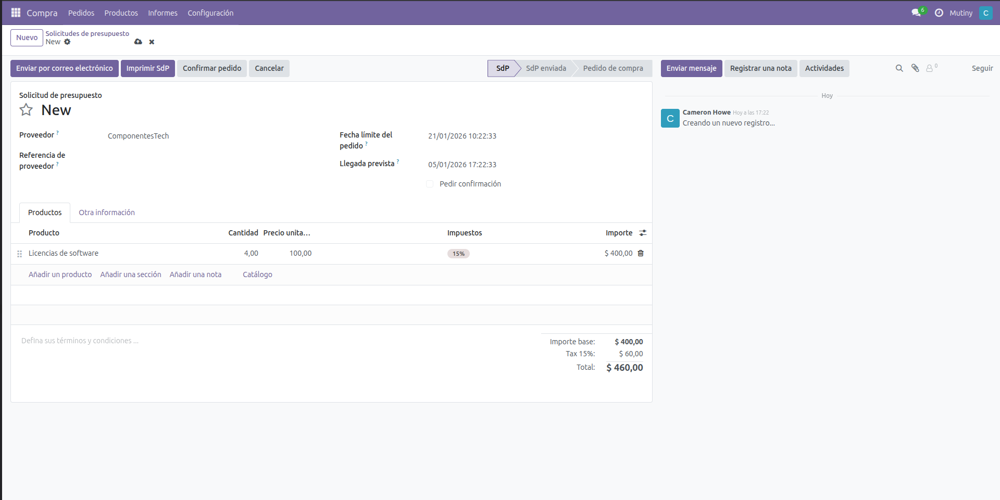 Compra Pedidos Productos Informes Configuración 6 Mutiny C
Nuevo Solicitudes de presupuesto
New
Enviar por correo electrónico Imprimir SdP Confirmar pedido Cancelar SdP SdP enviada Pedido de compra Enviar mensaje Registrar una nota Actividades 0 Seguir
Solicitud de presupuesto
New
Hoy
C Cameron Howe Hoy a las 17:22
Creando un nuevo registro...
Proveedor ? ComponentesTech
Referencia de
proveedor ?
Fecha límite del
pedido ? 21/01/2026 10:22:33
Llegada prevista ? 05/01/2026 17:22:33
Pedir confirmación
Productos Otra información
Producto Cantidad Precio unita... Impuestos Importe
Licencias de software 4,00 100,00 15% $ 400,00
Añadir un producto Añadir una sección Añadir una nota Catálogo
Defina sus términos y condiciones ...
Importe base: $ 400,00
Tax 15%: $ 60,00
Total: $ 460,00